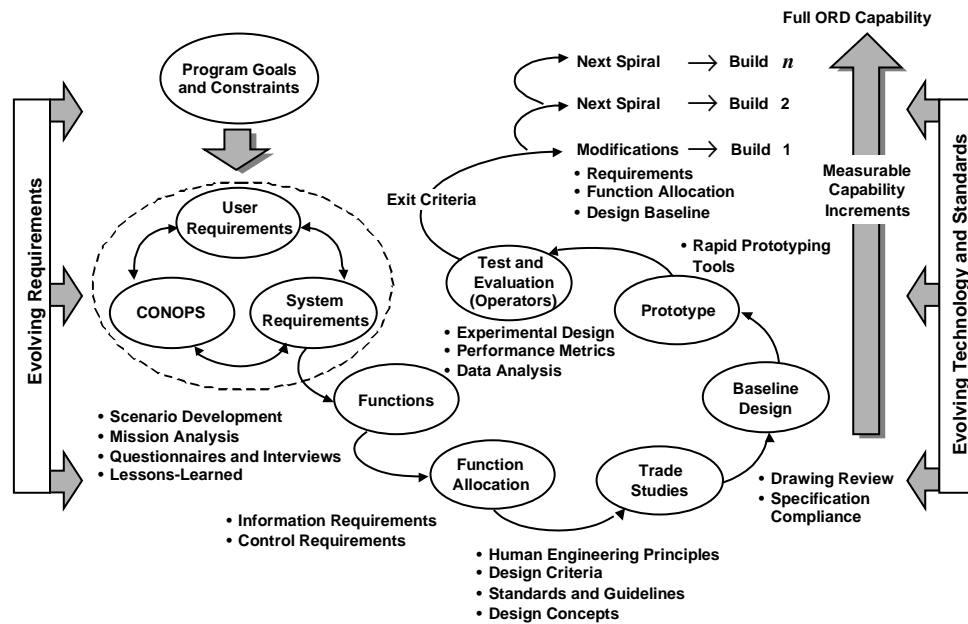 Full ORD Capability
Program Goals
and Constraints
Next Spiral → Build n
Next Spiral → Build 2
Modifications → Build 1
• Requirements
• Function Allocation
• Design Baseline
Measurable
Capability
Increments
Evolving Requirements
Evolving Technology and Standards
Exit Criteria
User
Requirements
CONOPS
System
Requirements
Test and
Evaluation
(Operators)
• Experimental Design
• Performance Metrics
• Data Analysis
• Rapid Prototyping
Tools
Prototype
Baseline
Design
Functions
• Scenario Development
• Mission Analysis
• Questionnaires and Interviews
• Lessons-Learned
Function
Allocation
Trade
Studies
• Drawing Review
• Specification
Compliance
• Information Requirements
• Control Requirements
• Human Engineering Principles
• Design Criteria
• Standards and Guidelines
• Design Concepts